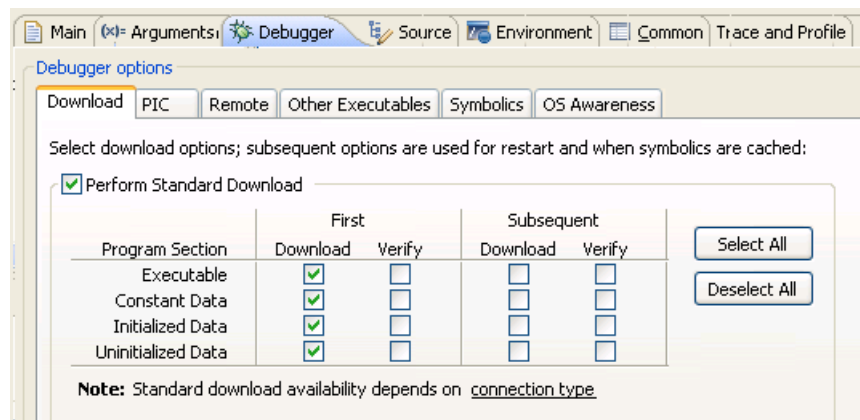 Main (x)= Arguments Debugger Source Environment Common Trace and Profile
Debugger options
Download PIC Remote Other Executables Symbolics OS Awareness
Select download options; subsequent options are used for restart and when symbolics are cached:
Perform Standard Download
First Subsequent
Program Section Download Verify Download Verify
Select All
Executable
Deselect All
Constant Data
Initialized Data
Uninitialized Data
Note: Standard download availability depends on connection type